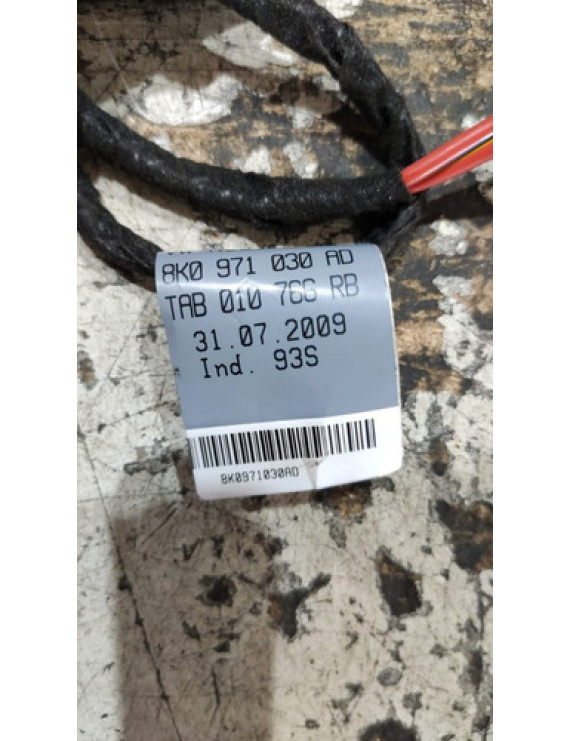 8K0 971 030 AD
TAB 010 766 RB
31.07.2009
Ind. 93S
8K0971030AD